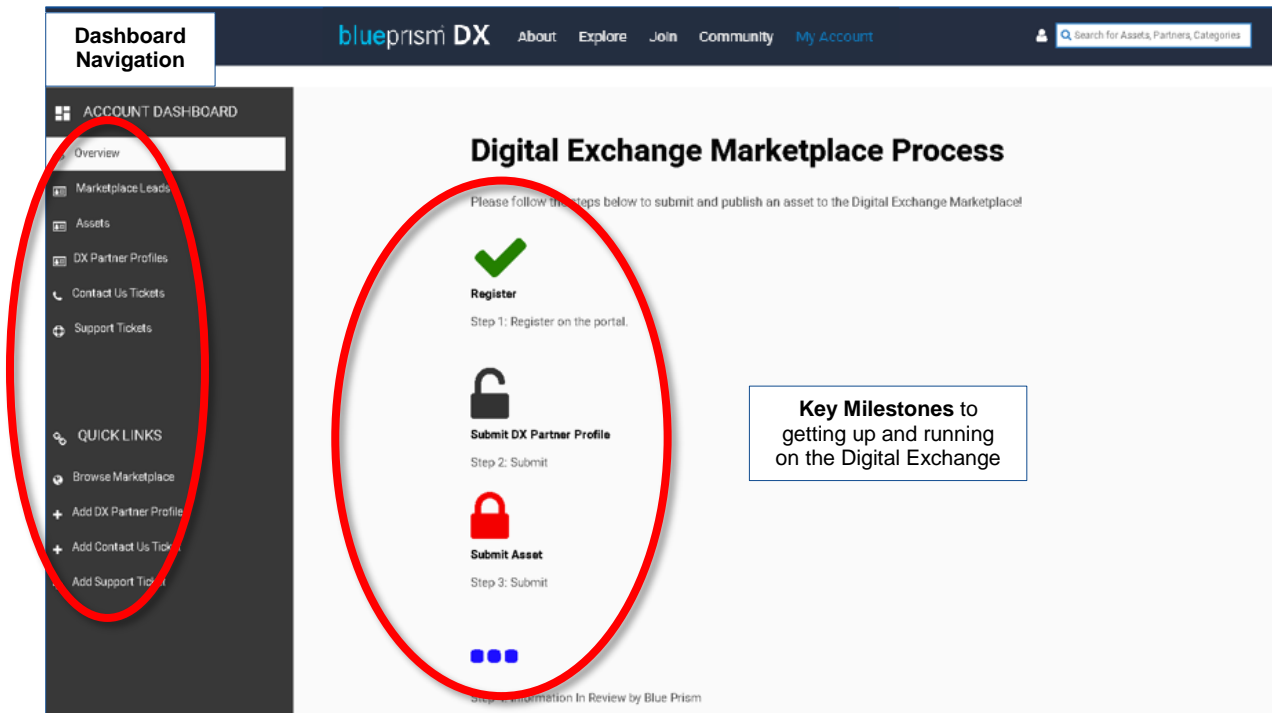 Dashboard
Navigation
blueprism DX
About Explore Join Community My Account
Search for Assets, Partners, Categories
ACCOUNT DASHBOARD
Overview
Marketplace Leads
Assets
DX Partner Profiles
Contact Us Tickets
Support Tickets
QUICK LINKS
Browse Marketplace
Add DX Partner Profile
Add Contact Us Ticket
Add Support Ticket
Digital Exchange Marketplace Process
Please follow the steps below to submit and publish an asset to the Digital Exchange Marketplace!
Register
Step 1: Register on the portal.
Submit DX Partner Profile
Step 2: Submit
Submit Asset
Step 3: Submit
Step 4: Information In Review by Blue Prism
Key Milestones to
getting up and running
on the Digital Exchange